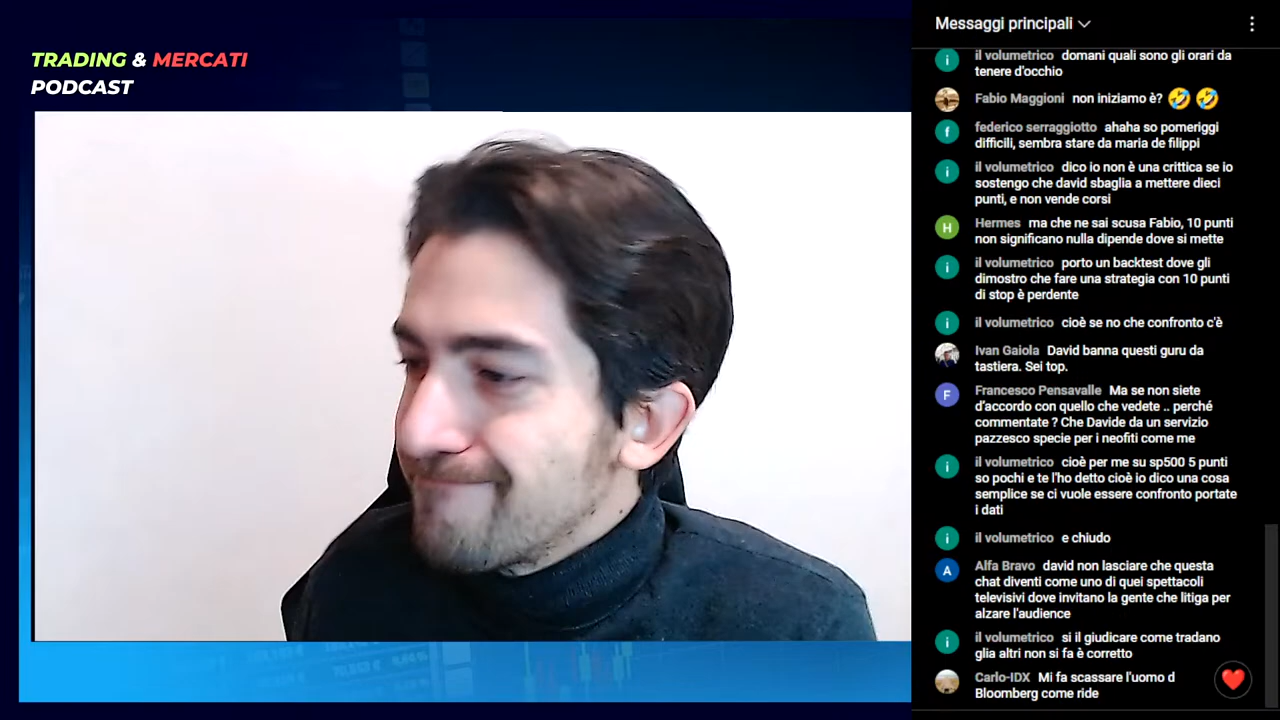 TRADING & MERCATI
PODCAST
Messaggi principali
il volumetrico domani quali sono gli orari da
tenere d'occhio
Fabio Maggioni non iniziamo è? 🤣 🤣
federico serraggiotto ahaha so pomeriggi
difficili, sembra stare da maria de filippi
il volumetrico dico io non è una crittica se io
sostengo che david sbaglia a mettere dieci
punti, e non vende corsi
Hermes ma che ne sai scusa Fabio, 10 punti
non significano nulla dipende dove si mette
il volumetrico porto un backtest dove gli
dimostro che fare una strategia con 10 punti
di stop è perdente
il volumetrico cioè se no che confronto c'è
Ivan Gaiola David banna questi guru da
tastiera. Sei top.
Francesco Pensavalle Ma se non siete
d'accordo con quello che vedete .. perché
commentate ? Che Davide da un servizio
pazzesco specie per i neofiti come me
il volumetrico cioè per me su sp500 5 punti
so pochi e te l'ho detto cioè io dico una cosa
semplice se ci vuole essere confronto portate
i dati
il volumetrico e chiudo
Alfa Bravo david non lasciare che questa
chat diventi come uno di quei spettacoli
televisivi dove invitano la gente che litiga per
alzare l'audience
il volumetrico si il giudicare come tradano
glia altri non si fa è corretto
Carlo-IDX Mi fa scassare l'uomo d
Bloomberg come ride